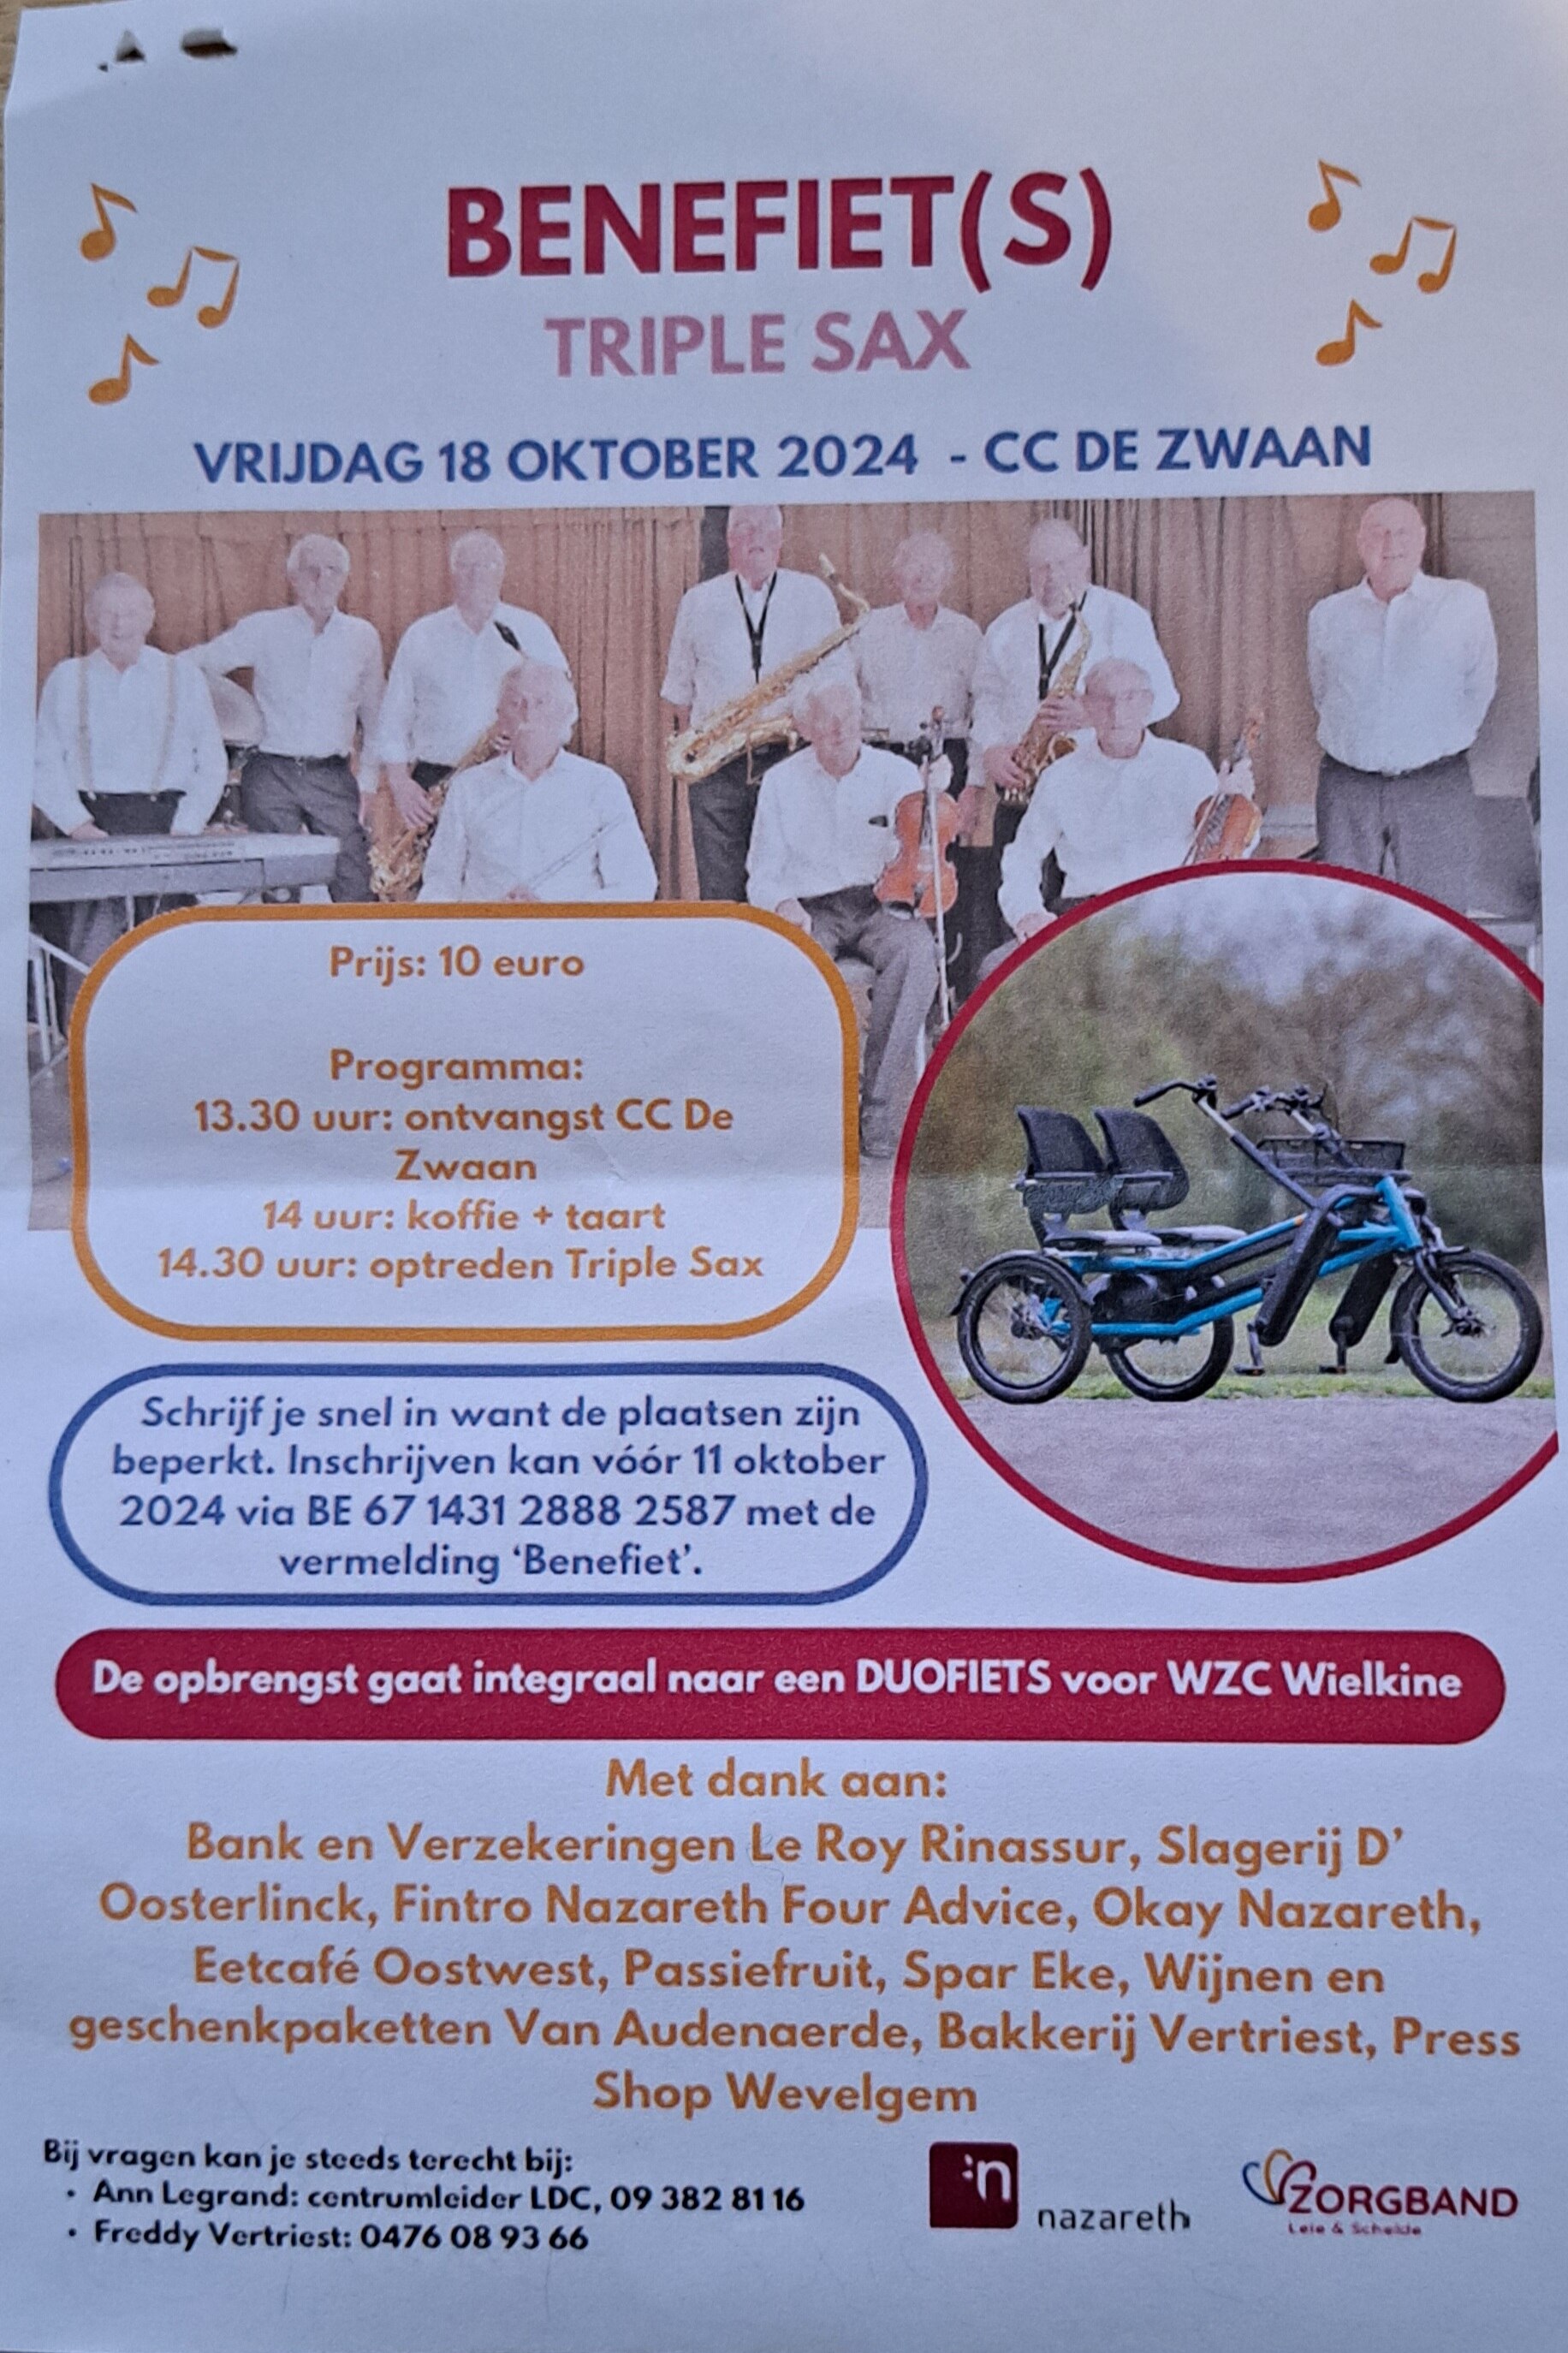 BENEFIET(S)
TRIPLE SAX
VRIJDAG 18 OKTOBER 2024 - CC DE ZWAAN
Prijs: 10 euro
Programma:
13.30 uur: ontvangst CC De
Zwaan
14 uur: koffie + taart
14.30 uur: optreden Triple Sax
Schrijf je snel in want de plaatsen zijn
beperkt. Inschrijven kan vóór 11 oktober
2024 via BE 67 1431 2888 2587 met de
vermelding ‘Benefiet’.
De opbrengst gaat integraal naar een DUOFIETS voor WZC Wielkine
Met dank aan:
Bank en Verzekeringen Le Roy Rinassur, Slagerij D’
Oosterlinck, Fintro Nazareth Four Advice, Okay Nazareth,
Eetcafé Oostwest, Passiefruit, Spar Eke, Wijnen en
geschenkpaketten Van Audenaerde, Bakkerij Vertriest, Press
Shop Wevelgem
Bij vragen kan je steeds terecht bij:
• Ann Legrand: centrumleider LDC, 09 382 81 16
• Freddy Vertriest: 0476 08 93 66
:n
nazareth
ZORGBAND
Leie & Schelde